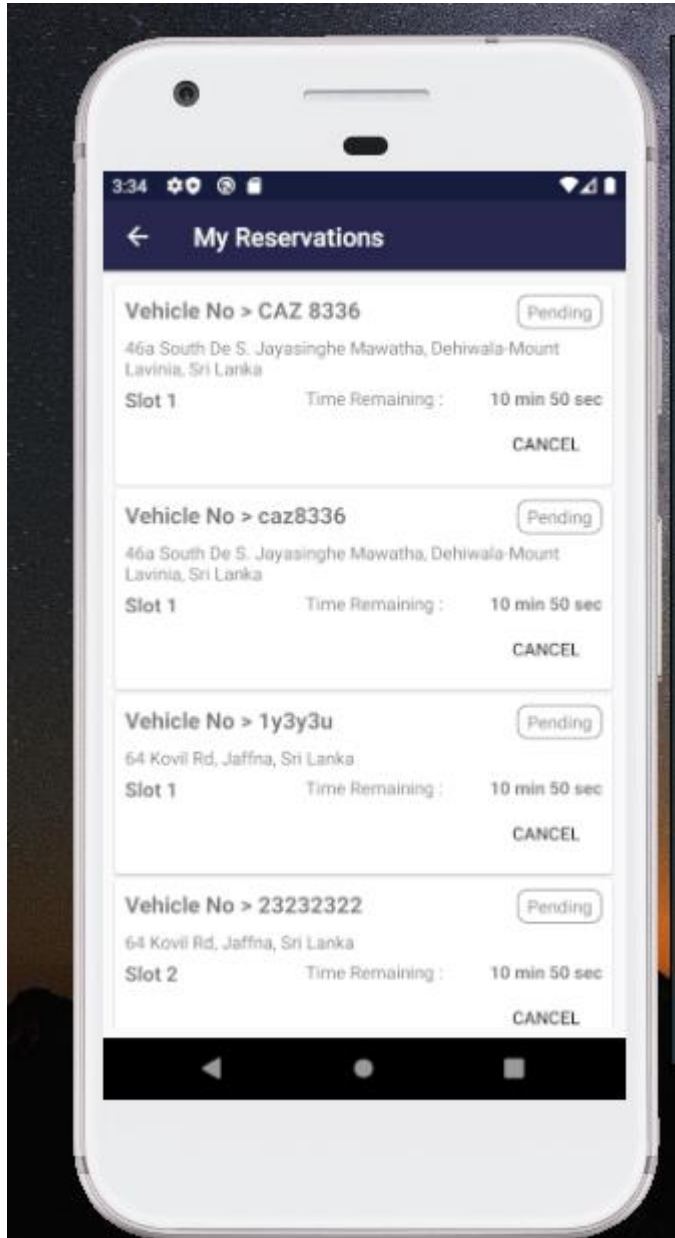 3:34
My Reservations
Vehicle No > CAZ 8336 Pending
46a South De S. Jayasinghe Mawatha, Dehiwala-Mount
Lavinia, Sri Lanka
Slot 1 Time Remaining : 10 min 50 sec
CANCEL
Vehicle No > caz8336 Pending
46a South De S. Jayasinghe Mawatha, Dehiwala-Mount
Lavinia, Sri Lanka
Slot 1 Time Remaining : 10 min 50 sec
CANCEL
Vehicle No > 1y3y3u Pending
64 Kovil Rd, Jaffna, Sri Lanka
Slot 1 Time Remaining : 10 min 50 sec
CANCEL
Vehicle No > 23232322 Pending
64 Kovil Rd, Jaffna, Sri Lanka
Slot 2 Time Remaining : 10 min 50 sec
CANCEL